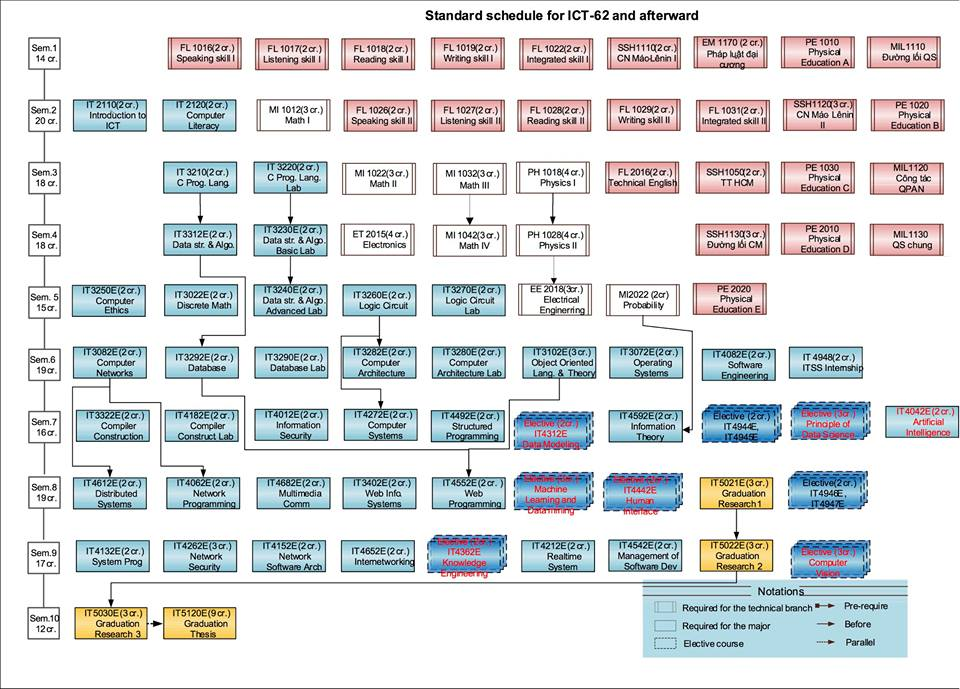 Standard schedule for ICT-62 and afterward
Sem.1
14 cr.
FL 1016(2cr.)
Speaking skill I
FL 1017(2 cr.)
Listening skill I
FL 1018(2 cr.)
Reading skill I
FL 1019(2 cr.)
Writing skill I
FL 1022(2 cr.)
Integrated skill I
SSH1110(2 cr.)
CN MácLênin I
EM 1170 (2 cr.)
Pháp luật đại
cương
PE 1010
Physical
Education A
MIL1110
Đường lối QS
Sem.2
20 cr.
IT 2110(2 cr.)
Introduction to
ICT
IT 2120(2 cr.)
Computer
Literacy
MI 1012(3 cr.)
Math I
FL 1026(2 cr.)
Speaking skill II
FL 1027(2 cr.)
Listening skill II
FL 1028(2 cr.)
Reading skill II
FL 1029(2 cr.)
Writing skill II
FL 1031(2 cr.)
Integrated skill II
SSH1120(3 cr.)
CN Mác Lênin
II
PE 1020
Physical
Education B
Sem.3
18 cr.
IT 3210(2 cr.)
C Prog. Lang.
IT 3220(2 cr.)
C Prog. Lang.
Lab
MI 1022(3 cr.)
Math II
MI 1032(3 cr.)
Math III
PH 1018(4 cr.)
Physics I
FL 2016(2 cr.)
Technical English
SSH1050(2 cr.)
TT HCM
PE 1030
Physical
Education C
MIL1120
Công tác
QPAN
Sem.4
18 cr.
IT3312E(2 cr.)
Data str. & Algo.
IT3230E(2 cr.)
Data str. & Algo.
Basic Lab
ET 2015(4 cr.)
Electronics
MI 1042(3 cr.)
Math IV
PH 1028(4 cr.)
Physics II
SSH1130(3 cr.)
Đường lối CM
PE 2010
Physical
Education D
MIL1130
QS chung
Sem. 5
15 cr.
IT3250E(2 cr.)
Computer
Ethics
IT3022E(2 cr.)
Discrete Math
IT3240E(2 cr.)
Data str. & Algo.
Advanced Lab
IT3260E(2 cr.)
Logic Circuit
IT3270E(2 cr.)
Logic Circuit
Lab
EE 2018(3cr.)
Electrical
Enginerring
MI2022 (2cr)
Probability
PE 2020
Physical
Education E
Sem.6
19 cr.
IT3082E(2 cr.)
Computer
Networks
IT3292E(2 cr.)
Database
IT3290E(2 cr.)
Database Lab
IT3282E(2 cr.)
Computer
Architecture
IT3280E(2 cr.)
Computer
Architecture Lab
IT3102E(3 cr.)
Object Oriented
Lang. & Theory
IT3072E(2 cr.)
Operating
Systems
IT4082E(2 cr.)
Software
Engineering
IT 4948(2 cr.)
ITSS Internship
Sem.7
16 cr.
IT3322E(2 cr.)
Compiler
Construction
IT4182E(2 cr.)
Compiler
Construct Lab
IT4012E(2 cr.)
Information
Security
IT4272E(2 cr.)
Computer
Systems
IT4492E(2 cr.)
Structured
Programming
Elective (2cr.)
IT4312E
Data Modeling
IT4592E(2 cr.)
Information
Theory
Elective (2 cr.)
IT4944E,
IT4945E
Elective (3cr.)
Principle of
Data Science
IT4042E(2 cr.)
Artificial
Intelligence
Sem.8
19 cr.
IT4612E(2 cr.)
Distributed
Systems
IT4062E(2 cr.)
Network
Programming
IT4682E(2 cr.)
Multimedia
Comm
IT3402E(2 cr.)
Web Info.
Systems
IT4552E(2 cr.)
Web
Programming
Elective (3cr.)
Machine
Learning and
Datamining
Elective (2cr.)
IT4442E
Human
Interface
IT5021E(3 cr.)
Graduation
Research1
Elective(2 cr.)
IT4946E,
IT4947E
Sem.9
17 cr.
IT4132E(2 cr.)
System Prog
IT4262E(3 cr.)
Network
Security
IT4152E(2 cr.)
Network
Software Arch
IT4652E(2 cr.)
Internetworking
Elective (2cr.)
IT4362E
Knowledge
Engineering
IT4212E(2 cr.)
Realtime
System
IT4542E(2 cr.)
Management of
Software Dev
IT5022E(3 cr.)
Graduation
Research 2
Elective (3cr.)
Computer
Vision
Sem.10
12 cr.
IT5030E(3 cr.)
Graduation
Research 3
IT5120E(9 cr.)
Graduation
Thesis
Notations
Required for the technical branch
Pre-require
Required for the major
Before
Elective course
Parallel